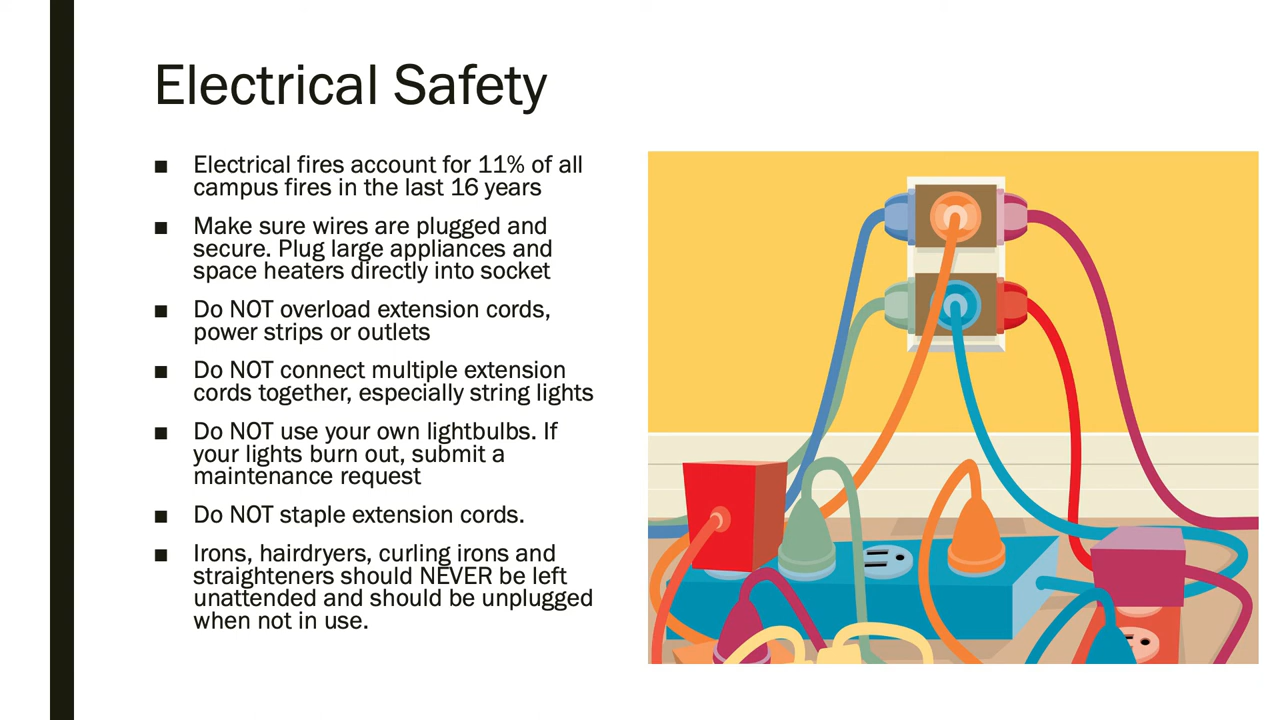 Electrical Safety
■ Electrical fires account for 11% of all
campus fires in the last 16 years
■ Make sure wires are plugged and
secure. Plug large appliances and
space heaters directly into socket
■ Do NOT overload extension cords,
power strips or outlets
■ Do NOT connect multiple extension
cords together, especially string lights
■ Do NOT use your own lightbulbs. If
your lights burn out, submit a
maintenance request
■ Do NOT staple extension cords.
■ Irons, hairdryers, curling irons and
straighteners should NEVER be left
unattended and should be unplugged
when not in use.